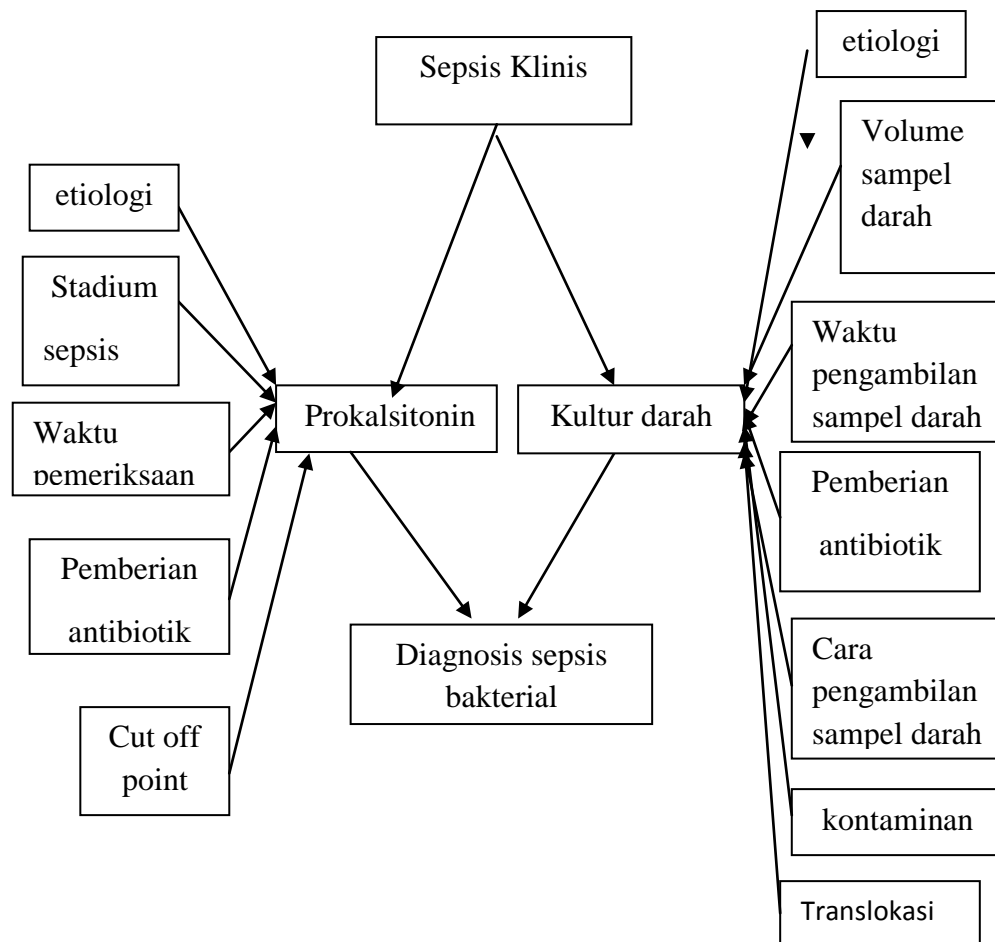 Sepsis Klinis
etiologi
Volume
sampel
darah
etiologi
Stadium
sepsis
Waktu
pengambilan
sampel darah
Prokalsitonin
Kultur darah
Waktu
pemeriksaan
Pemberian
antibiotik
Pemberian
antibiotik
Diagnosis sepsis
bakterial
Cara
pengambilan
sampel darah
Cut off
point
kontaminan
Translokasi